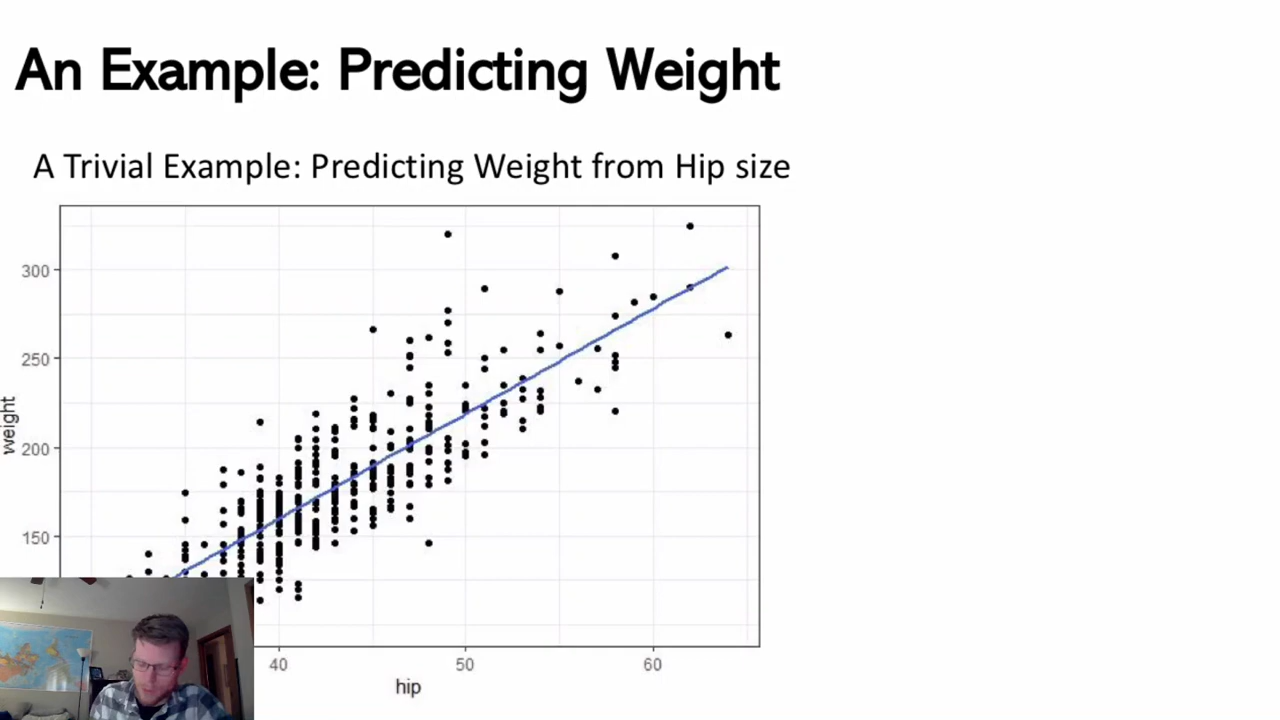 An Example: Predicting Weight
A Trivial Example: Predicting Weight from Hip size
300
250
200
150
weight
40 50 60
hip